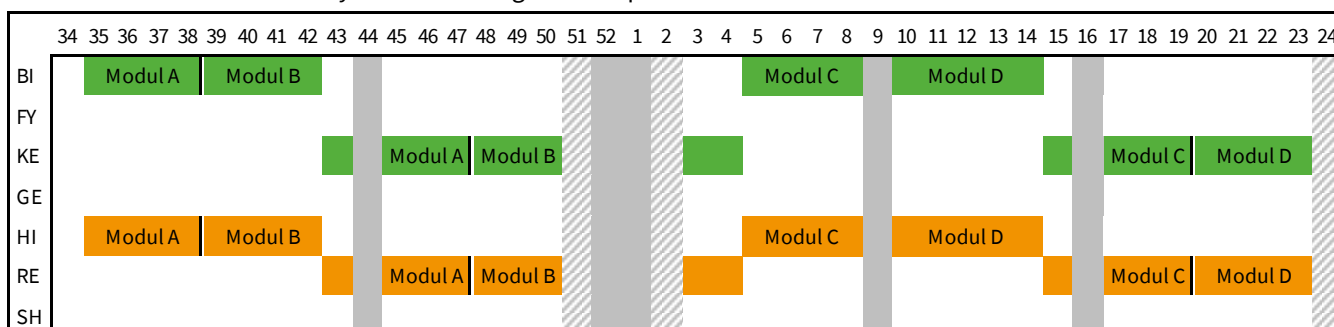 34 35 36 37 38 39 40 41 42 43 44 45 46 47 48 49 50 51 52 1 2 3 4 5 6 7 8 9 10 11 12 13 14 15 16 17 18 19 20 21 22 23 24
BI Modul A Modul B Modul C Modul D
FY
KE Modul A Modul B Modul C Modul D
GE
HI Modul A Modul B Modul C Modul D
RE Modul A Modul B Modul C Modul D
SH